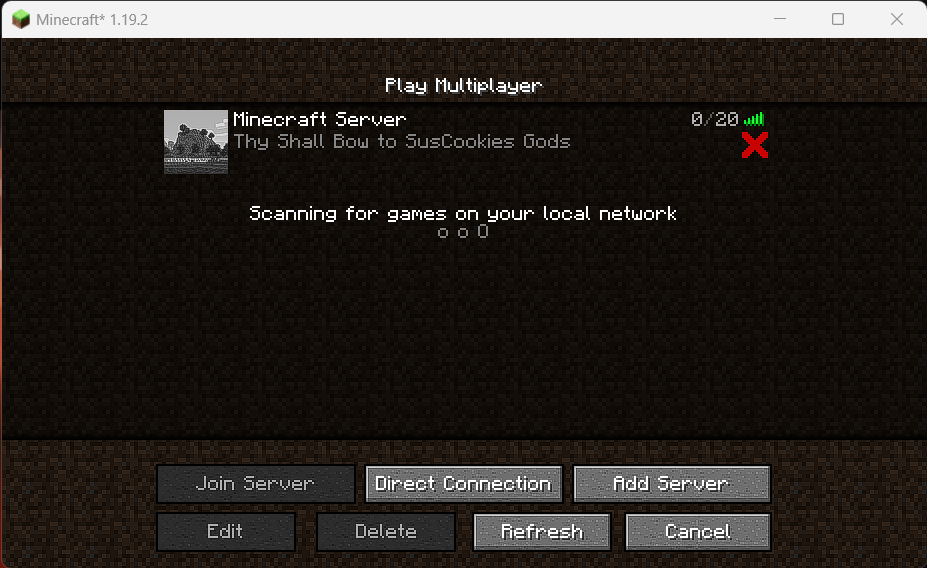 Minecraft* 1.19.2
Play Multiplayer
Minecraft Server 0/20
Thy Shall Bow to SusCookies Gods
Scanning for games on your local network
o o O
Join Server Direct Connection Add Server
Edit Delete Refresh Cancel